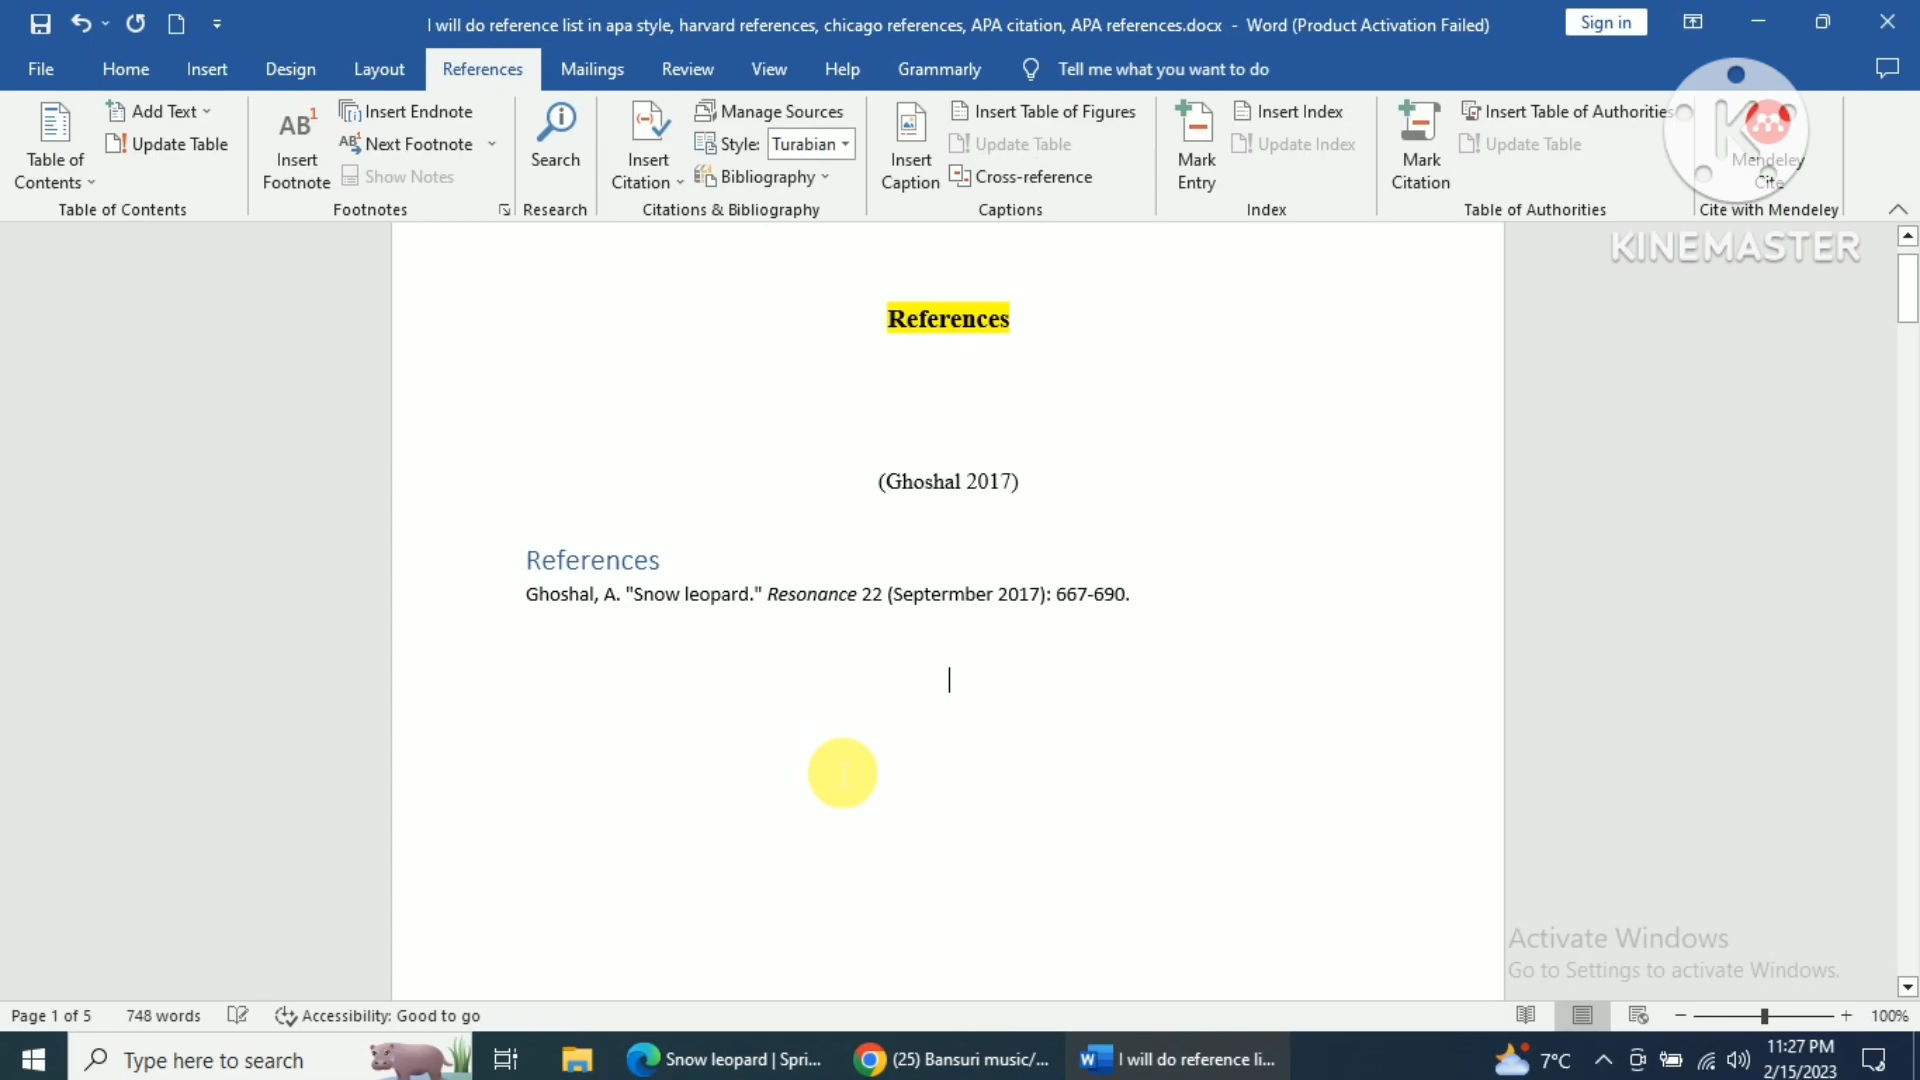 I will do reference list in apa style, harvard references, chicago references, APA citation, APA references.docx - Word (Product Activation Failed)
Sign in
File Home Insert Design Layout References Mailings Review View Help Grammarly Tell me what you want to do
Table of Contents
Add Text
Update Table
Table of Contents
AB1 Insert Footnote
Insert Endnote
AB1 Next Footnote
Show Notes
Footnotes
Search
Research
Insert Citation
Manage Sources
Style: Turabian
Bibliography
Citations & Bibliography
Insert Caption
Insert Table of Figures
Update Table
Cross-reference
Captions
Mark Entry
Insert Index
Update Index
Index
Mark Citation
Insert Table of Authorities
Update Table
Table of Authorities
K
Mendeley Cite
Cite with Mendeley
KINEMASTER
References
(Ghoshal 2017)
References
Ghoshal, A. "Snow leopard." Resonance 22 (Septermber 2017): 667-690.
Activate Windows
Go to Settings to activate Windows.
Page 1 of 5 748 words Accessibility: Good to go 100%
Type here to search Snow leopard | Spri... (25) Bansuri music/... I will do reference li... 7°C 11:27 PM
2/15/2023